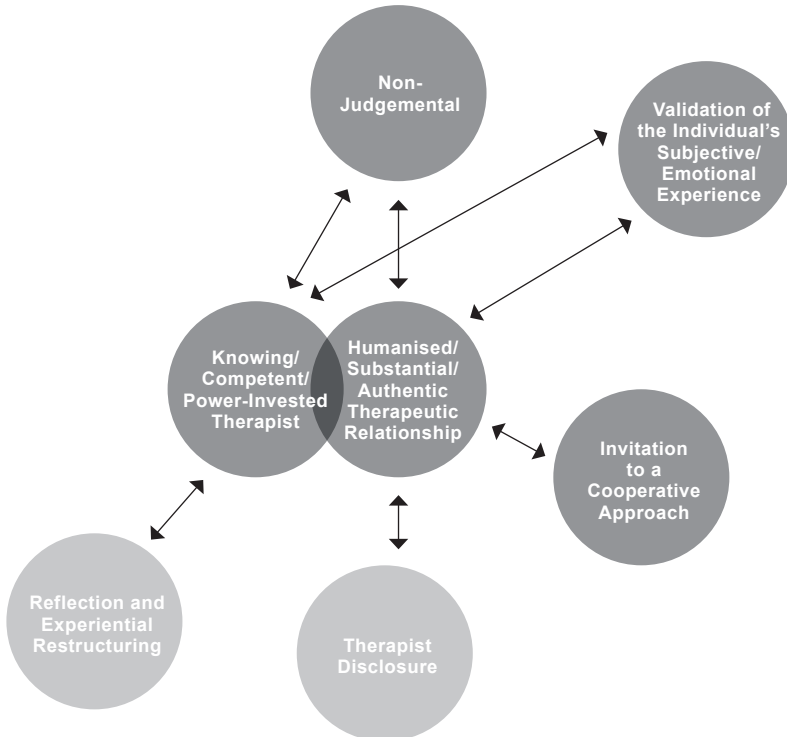 Non-
Judgemental
Validation of
the Individual's
Subjective/
Emotional
Experience
Knowing/
Competent/
Power-Invested
Therapist
Humanised/
Substantial/
Authentic
Therapeutic
Relationship
Invitation
to a
Cooperative
Approach
Reflection and
Experiential
Restructuring
Therapist
Disclosure